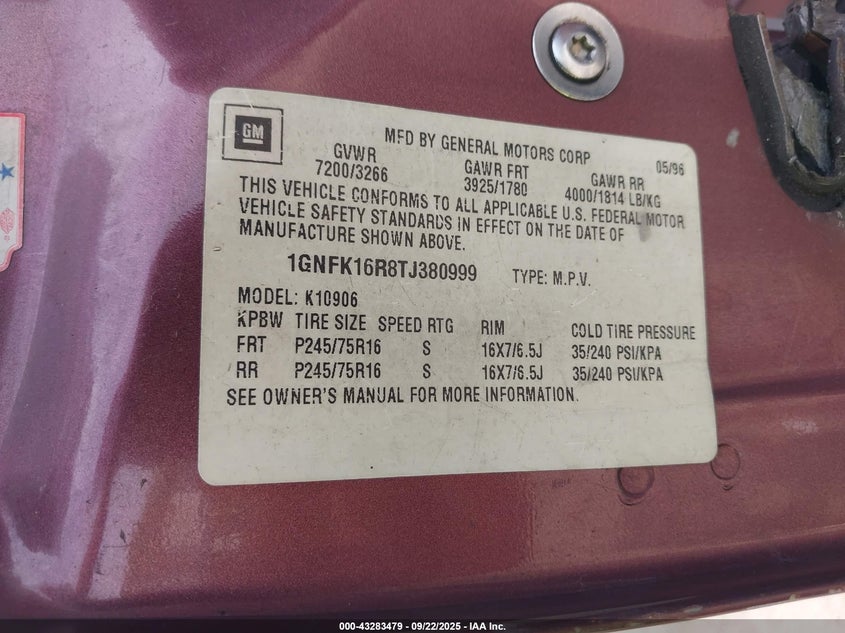 GM
MFD BY GENERAL MOTORS CORP 05/96
GVWR GAWR FRT GAWR RR
7200/3266 3925/1780 4000/1814 LB/KG
THIS VEHICLE CONFORMS TO ALL APPLICABLE U.S. FEDERAL MOTOR
VEHICLE SAFETY STANDARDS IN EFFECT ON THE DATE OF
MANUFACTURE SHOWN ABOVE.
1GNFK16R8TJ380999 TYPE: M.P.V.
MODEL: K10906
KPBW TIRE SIZE SPEED RTG RIM COLD TIRE PRESSURE
FRT P245/75R16 S 16X7/6.5J 35/240 PSI/KPA
RR P245/75R16 S 16X7/6.5J 35/240 PSI/KPA
SEE OWNER'S MANUAL FOR MORE INFORMATION.
000-43283479 - 09/22/2025 - IAA Inc.